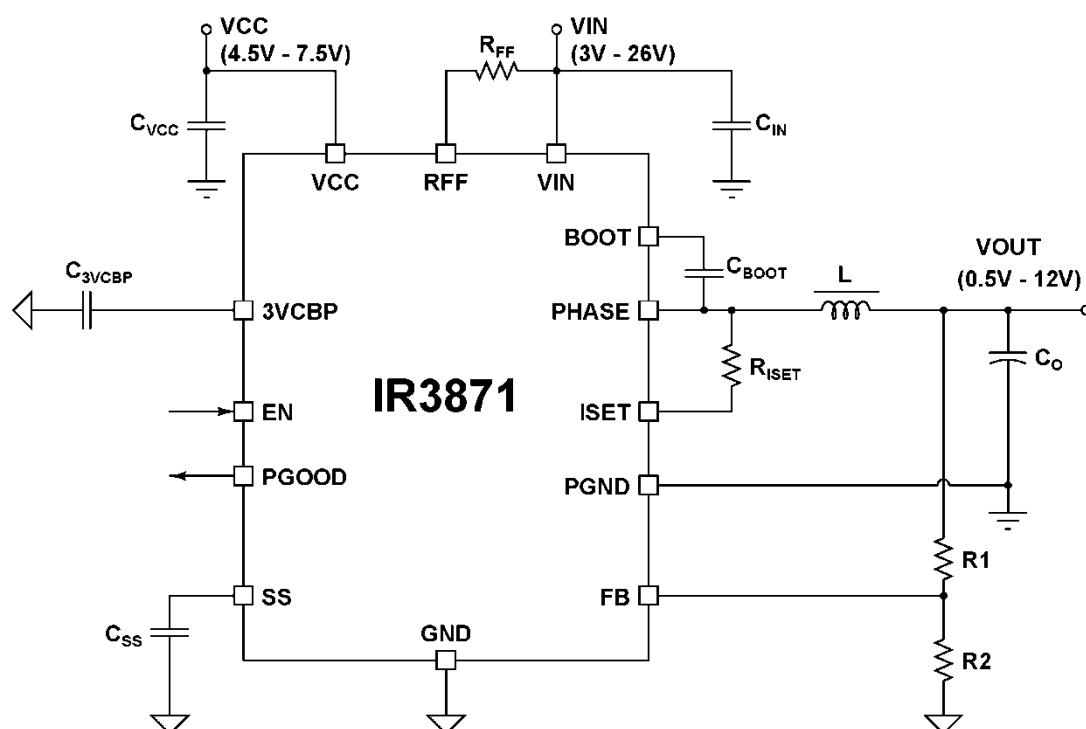 VCC
(4.5V - 7.5V)
RFF
VIN
(3V - 26V)
CVCC
CIN
VCC
RFF
VIN
BOOT
CBOOT
VOUT
(0.5V - 12V)
L
C3VCBP
3VCBP
PHASE
RISET
CO
IR3871
EN
ISET
PGOOD
PGND
R1
SS
FB
CSS
GND
R2